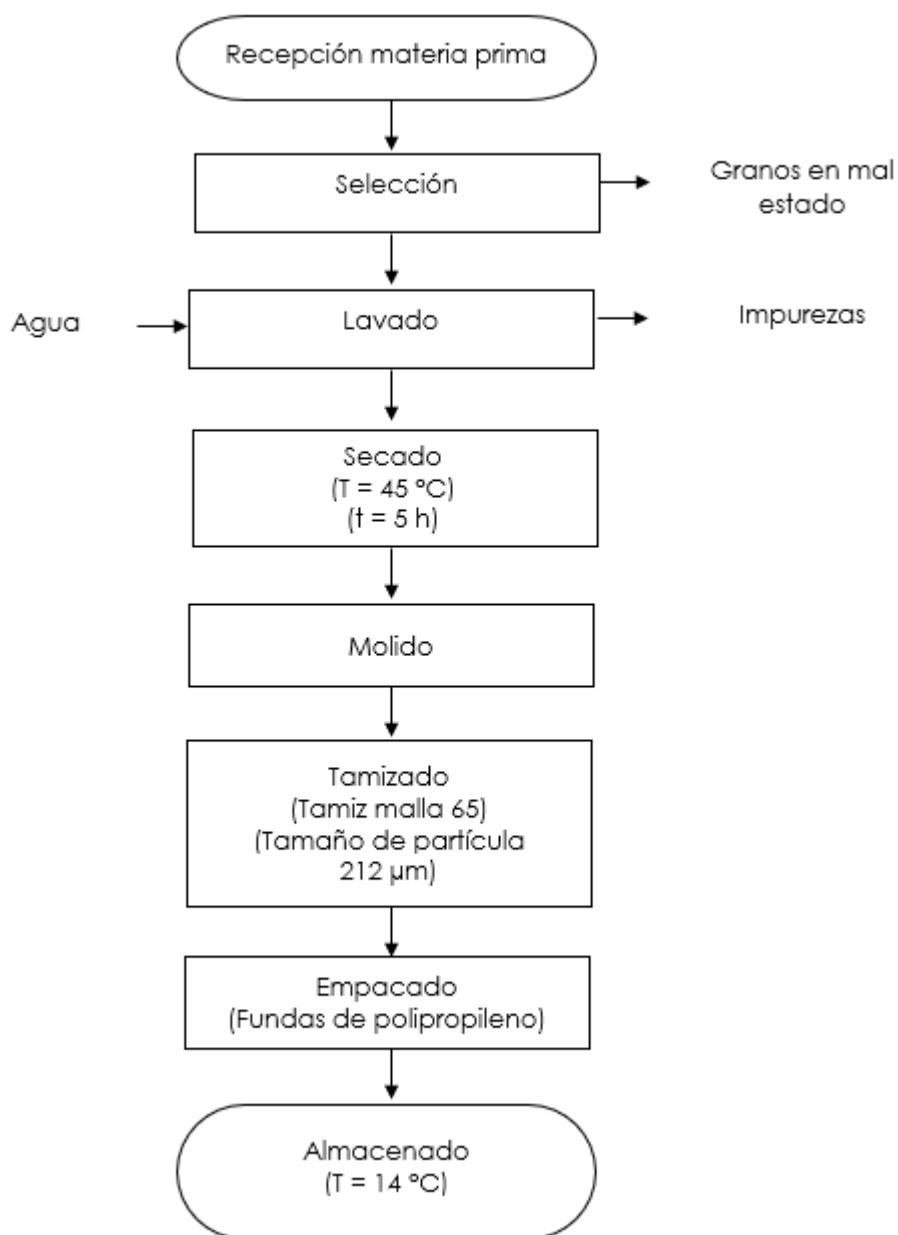 Recepción materia prima
Selección
Granos en mal
estado
Agua
Lavado
Impurezas
Secado
(T = 45 °C)
(t = 5 h)
Molido
Tamizado
(Tamiz malla 65)
(Tamaño de partícula
212 µm)
Empacado
(Fundas de polipropileno)
Almacenado
(T = 14 °C)